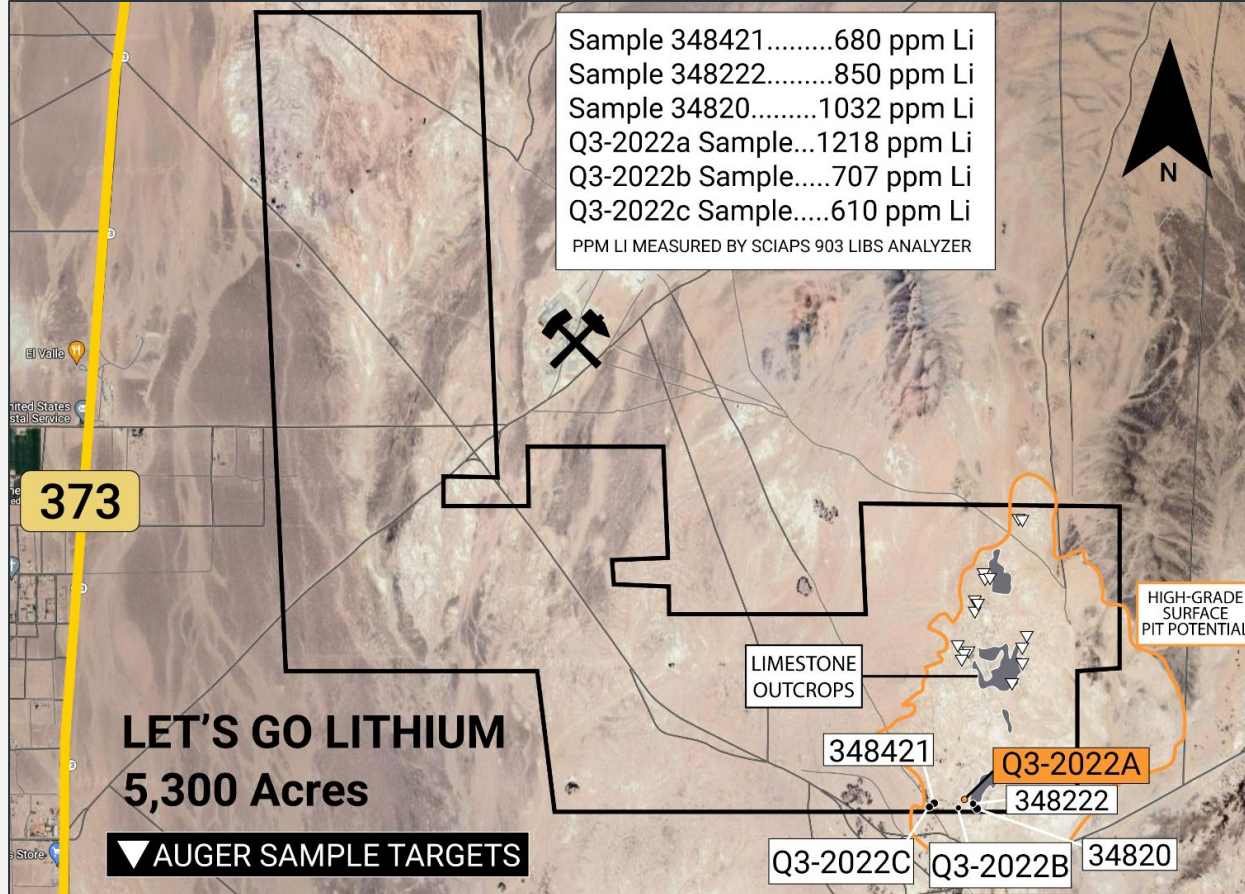 Sample 348421.........680 ppm Li
Sample 348222.........850 ppm Li
Sample 34820.........1032 ppm Li
Q3-2022a Sample...1218 ppm Li
Q3-2022b Sample.....707 ppm Li
Q3-2022c Sample.....610 ppm Li
PPM LI MEASURED BY SCIAPS 903 LIBS ANALYZER
N
El Valle
nited States
stal Service
373
HIGH-GRADE
SURFACE
PIT POTENTIAL
LIMESTONE
OUTCROPS
LET'S GO LITHIUM
5,300 Acres
348421
Q3-2022A
348222
Q3-2022C
Q3-2022B
34820
▼AUGER SAMPLE TARGETS
s Store